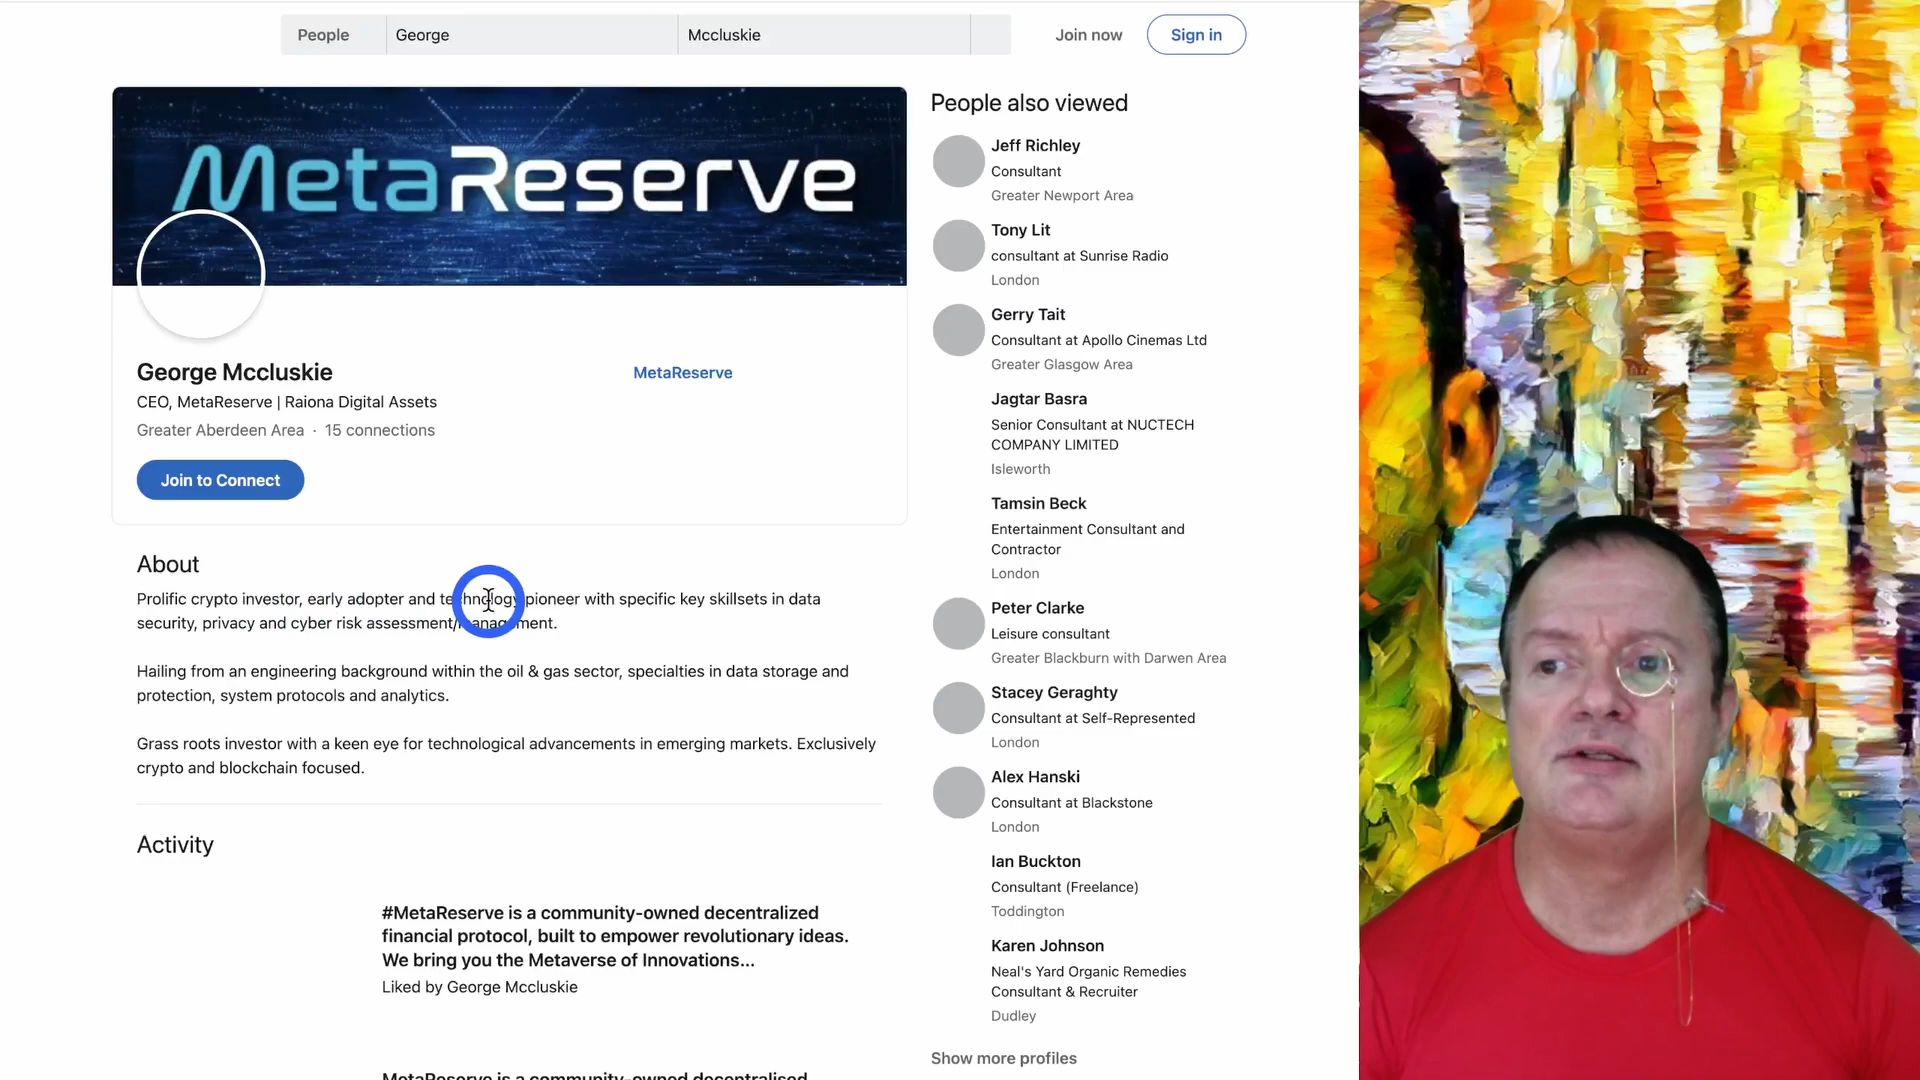 People George Mccluskie Join now Sign in
MetaReserve
George Mccluskie
MetaReserve
CEO, MetaReserve | Raiona Digital Assets
Greater Aberdeen Area · 15 connections
Join to Connect
About
Prolific crypto investor, early adopter and technology pioneer with specific key skillsets in data
security, privacy and cyber risk assessment/management.
Hailing from an engineering background within the oil & gas sector, specialties in data storage and
protection, system protocols and analytics.
Grass roots investor with a keen eye for technological advancements in emerging markets. Exclusively
crypto and blockchain focused.
Activity
#MetaReserve is a community-owned decentralized
financial protocol, built to empower revolutionary ideas.
We bring you the Metaverse of Innovations...
Liked by George Mccluskie
MetaReserve is a community-owned decentralised
People also viewed
Jeff Richley
Consultant
Greater Newport Area
Tony Lit
consultant at Sunrise Radio
London
Gerry Tait
Consultant at Apollo Cinemas Ltd
Greater Glasgow Area
Jagtar Basra
Senior Consultant at NUCTECH
COMPANY LIMITED
Isleworth
Tamsin Beck
Entertainment Consultant and
Contractor
London
Peter Clarke
Leisure consultant
Greater Blackburn with Darwen Area
Stacey Geraghty
Consultant at Self-Represented
London
Alex Hanski
Consultant at Blackstone
London
Ian Buckton
Consultant (Freelance)
Toddington
Karen Johnson
Neal's Yard Organic Remedies
Consultant & Recruiter
Dudley
Show more profiles